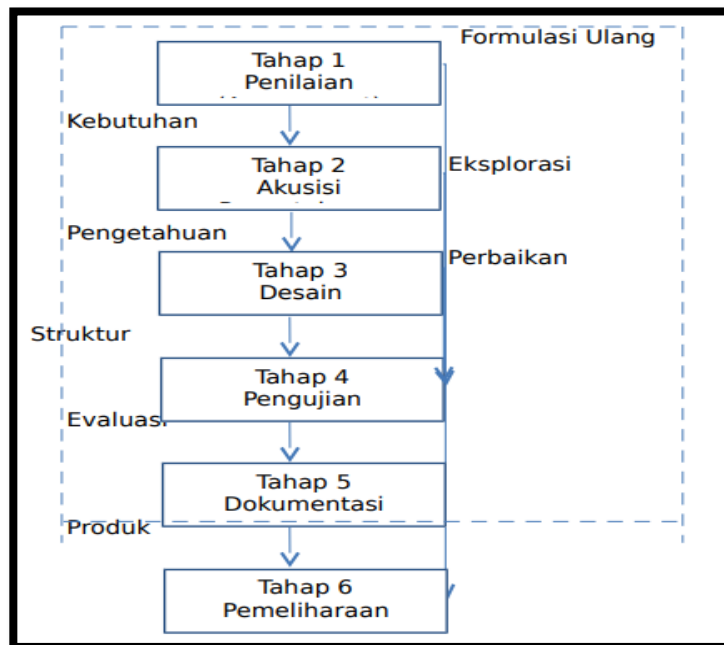 Formulasi Ulang
Tahap 1
Penilaian
Kebutuhan
Tahap 2
Akusisi
Eksplorasi
Pengetahuan
Perbaikan
Tahap 3
Desain
Struktur
Tahap 4
Pengujian
Evaluasi
Tahap 5
Dokumentasi
Produk
Tahap 6
Pemeliharaan